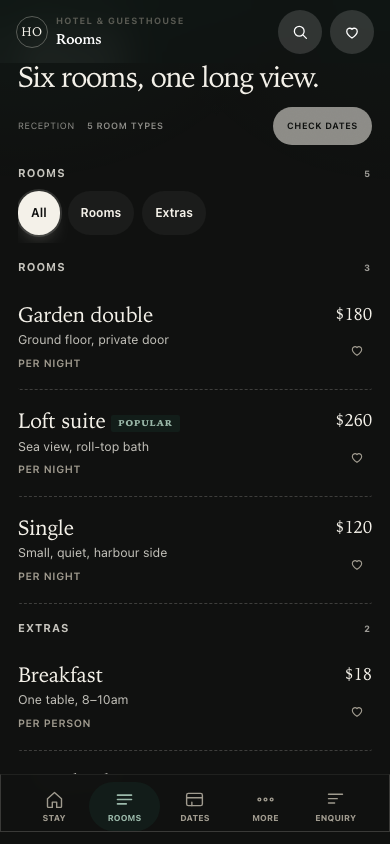 HO
HOTEL & GUESTHOUSE
Rooms
Six rooms, one long view.
RECEPTION 5 ROOM TYPES
CHECK DATES
ROOMS 5
All Rooms Extras
ROOMS 3
Garden double $180
Ground floor, private door
PER NIGHT
Loft suite POPULAR $260
Sea view, roll-top bath
PER NIGHT
Single $120
Small, quiet, harbour side
PER NIGHT
EXTRAS 2
Breakfast $18
One table, 8–10am
PER PERSON
STAY ROOMS DATES MORE ENQUIRY